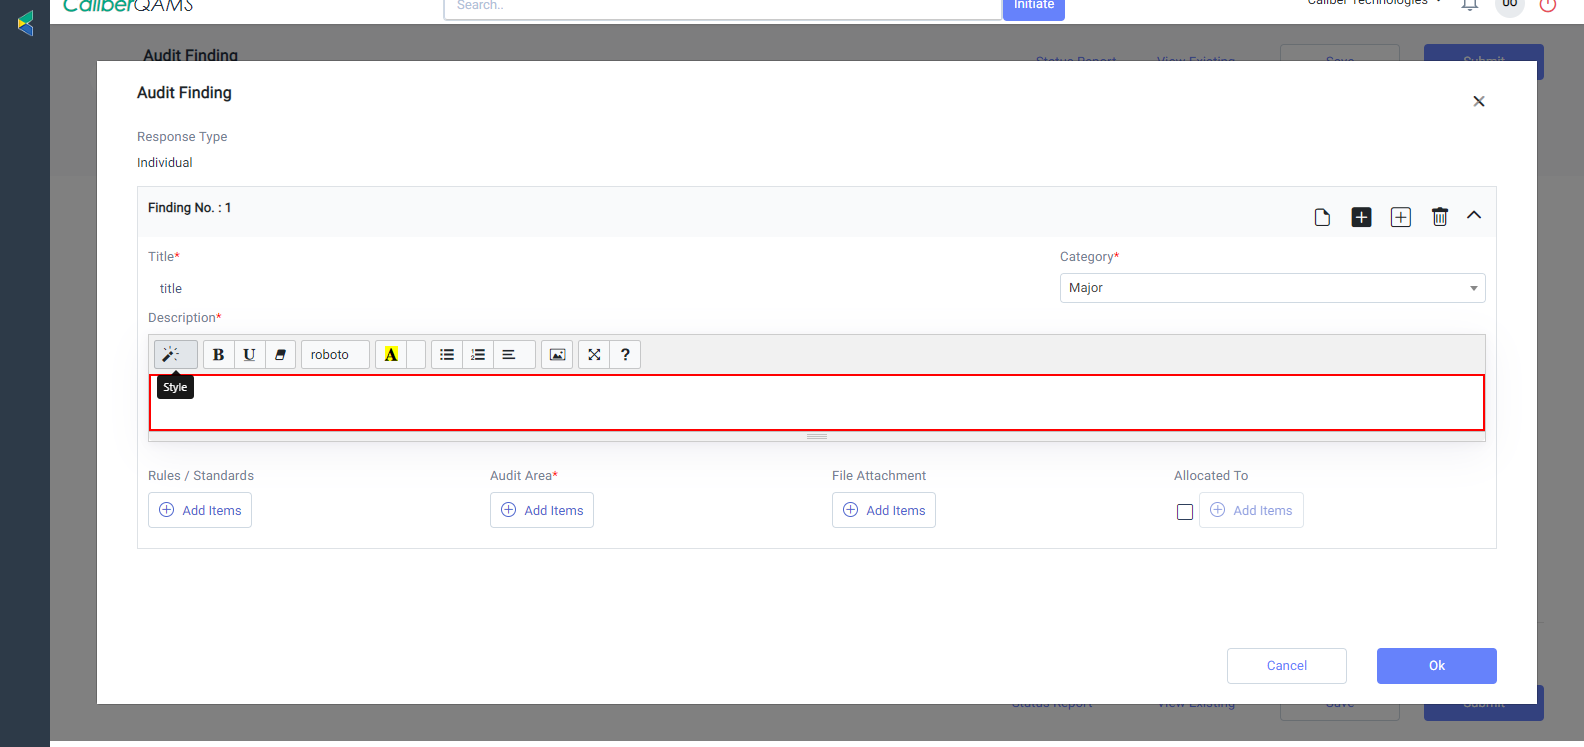 CaliberQAMS
Search..
Initiate
Caliber Technologies
00
Audit Finding
Status Report
View Existing
Save
Submit
Audit Finding
Response Type
Individual
Finding No. : 1
Title*
Category*
title
Major
Description*
B U roboto A ?
Style
Rules / Standards
Audit Area*
File Attachment
Allocated To
Add Items
Add Items
Add Items
Add Items
Cancel
Ok
Status Report
View Existing
Save
Submit